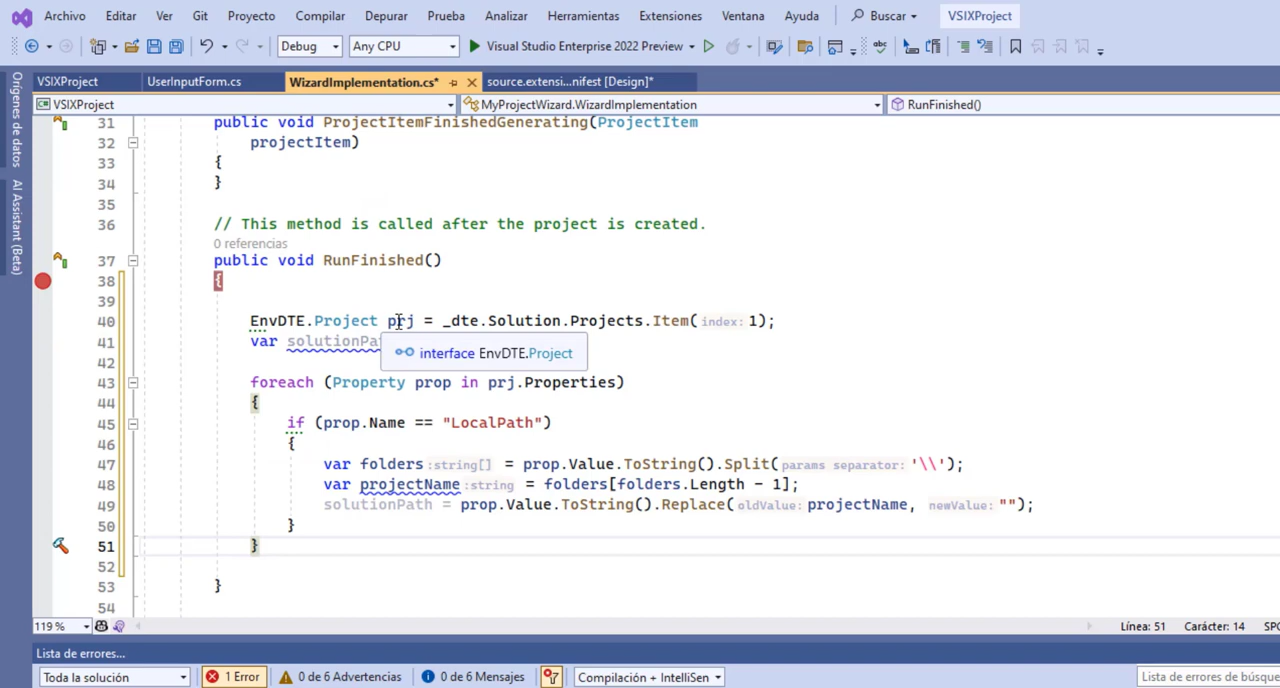 Archivo Editar Ver Git Proyecto Compilar Depurar Prueba Analizar Herramientas Extensiones Ventana Ayuda Buscar VSIXProject
Debug Any CPU Visual Studio Enterprise 2022 Preview
VSIXProject UserInputForm.cs WizardImplementation.cs* source.extensi...nifest [Design]*
VSIXProject MyProjectWizard.WizardImplementation RunFinished()
Orígenes de datos
AI Assistant (Beta)
31 public void ProjectItemFinishedGenerating(ProjectItem
32 projectItem)
33 {
34 }
35
36 // This method is called after the project is created.
0 referencias
37 public void RunFinished()
38 {
39
40 EnvDTE.Project prj = _dte.Solution.Projects.Item(index: 1);
41 var solutionPa
interface EnvDTE.Project
42
43 foreach (Property prop in prj.Properties)
44 {
45 if (prop.Name == "LocalPath")
46 {
47 var folders:string[] = prop.Value.ToString().Split(params separator:'\\');
48 var projectName:string = folders[folders.Length - 1];
49 solutionPath = prop.Value.ToString().Replace(oldValue:projectName, newValue:"");
50 }
51 }
52
53 }
54
119 % Línea: 51 Carácter: 14 SPC
Lista de errores...
Toda la solución 1 Error 0 de 6 Advertencias 0 de 6 Mensajes Compilación + IntelliSen Lista de errores de búsque